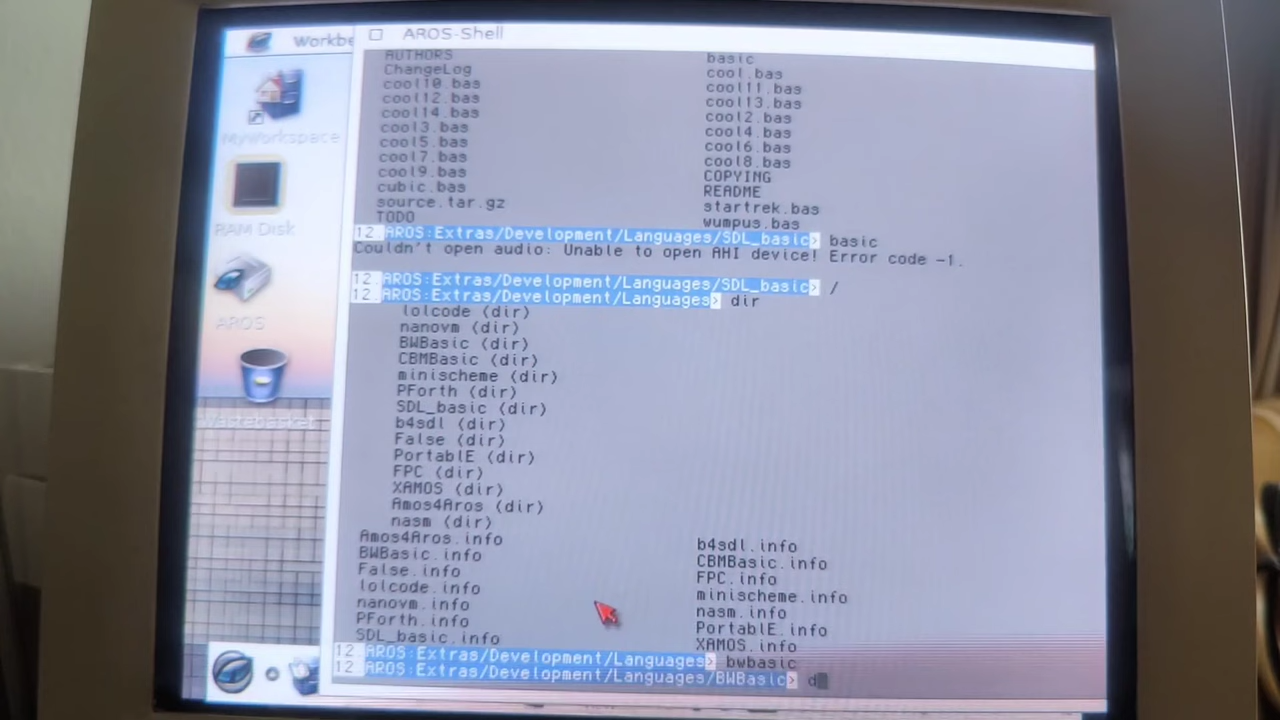 Workbe
AROS-Shell
AUTHORS basic
ChangeLog cool.bas
cool10.bas cool11.bas
cool12.bas cool13.bas
cool14.bas cool2.bas
cool3.bas cool4.bas
cool5.bas cool6.bas
cool7.bas cool8.bas
cool9.bas COPYING
cubic.bas README
source.tar.gz startrek.bas
TODO wumpus.bas
12.AROS:Extras/Development/Languages/SDL_basic> basic
Couldn't open audio: Unable to open AHI device! Error code -1.
12.AROS:Extras/Development/Languages/SDL_basic> /
12.AROS:Extras/Development/Languages> dir
lolcode (dir)
nanovm (dir)
BWBasic (dir)
CBMBasic (dir)
minischeme (dir)
PForth (dir)
SDL_basic (dir)
b4sdl (dir)
False (dir)
PortablE (dir)
FPC (dir)
XAMOS (dir)
Amos4Aros (dir)
nasm (dir)
Amos4Aros.info b4sdl.info
BWBasic.info CBMBasic.info
False.info FPC.info
lolcode.info minischeme.info
nanovm.info nasm.info
PForth.info PortablE.info
SDL_basic.info XAMOS.info
12.AROS:Extras/Development/Languages> bwbasic
12.AROS:Extras/Development/Languages/BWBasic> d
MyWorkspace
RAM Disk
AROS
Wastebasket